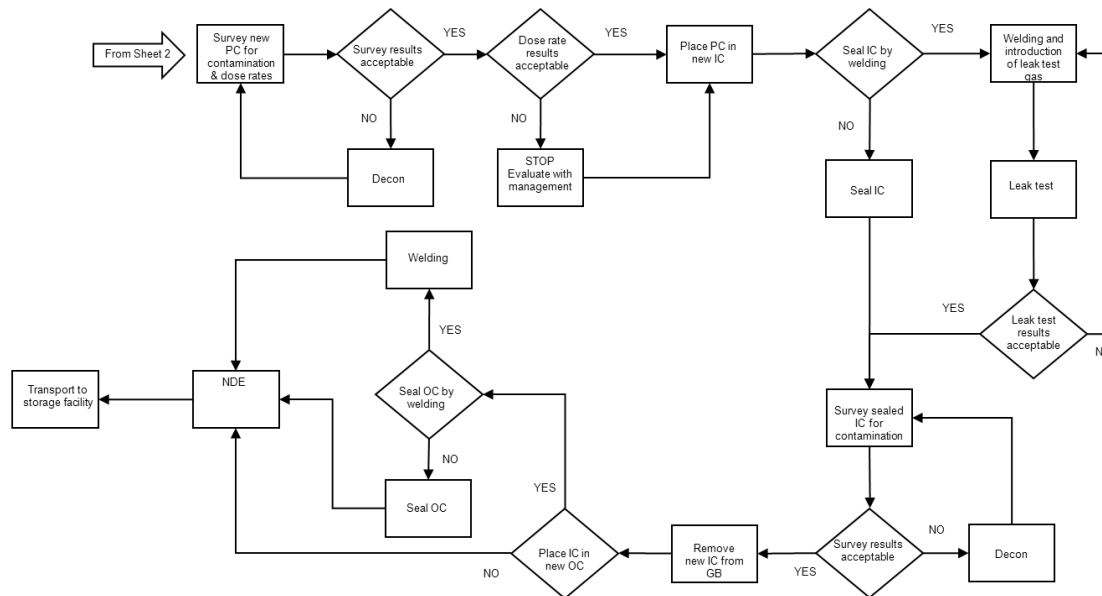 From Sheet 2
Survey new
PC for
contamination
& dose rates
Survey results
acceptable
YES
NO
Decon
Dose rate
results
acceptable
YES
NO
STOP
Evaluate with
management
Place PC in
new IC
Seal IC by
welding
YES
NO
Seal IC
Welding and
introduction
of leak test
gas
Leak test
Leak test
results
acceptable
YES
Survey sealed
IC for
contamination
Survey results
acceptable
NO
Decon
YES
Remove
new IC from
GB
Place IC in
new OC
YES
NO
Seal OC by
welding
YES
Welding
NO
Seal OC
NDE
Transport to
storage facility